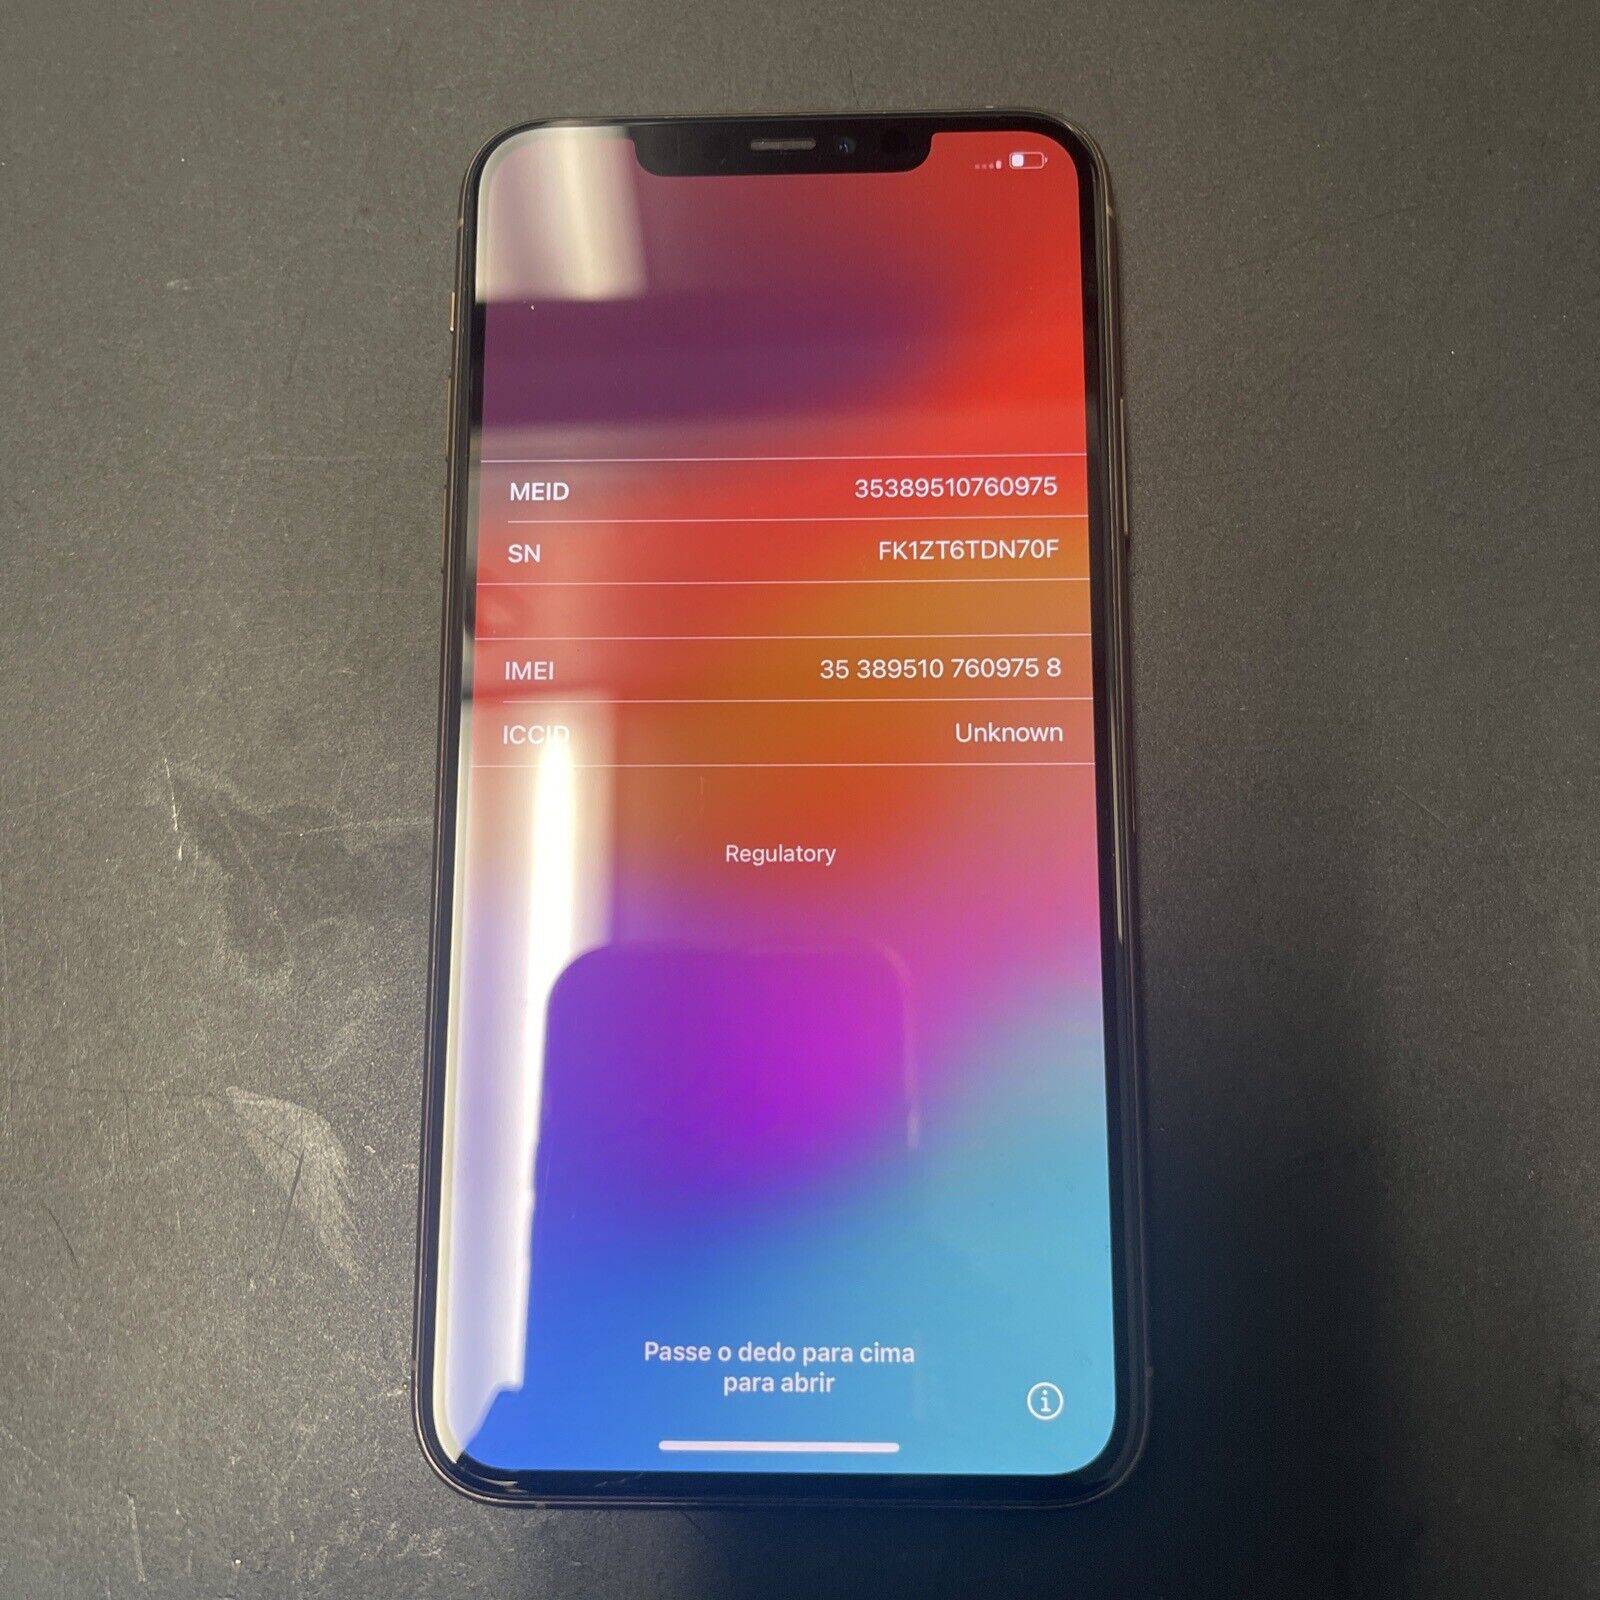 MEID 35389510760975
SN FK1ZT6TDN70F
IMEI 35 389510 760975 8
ICCID Unknown
Regulatory
Passe o dedo para cima
para abrir